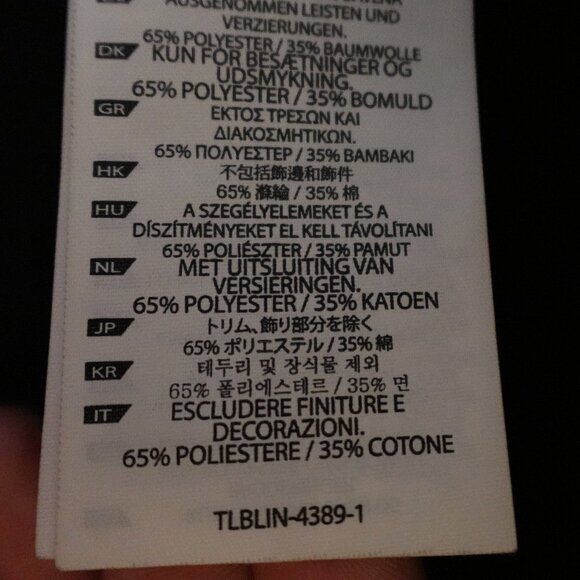 AUSGENOMMEN LEISTEN UND
VERZIERUNGEN.
65% POLYESTER / 35% BAUMWOLLE
DK KUN FOR BESÆTNINGER OG
UDSMYKNING.
65% POLYESTER / 35% BOMULD
GR ΕΚΤΟΣ ΤΡΕΣΩΝ ΚΑΙ
ΔΙΑΚΟΣΜΗΤΙΚΩΝ.
65% ΠΟΛΥΕΣΤΕΡ / 35% ΒΑΜΒΑΚΙ
HK 不包括飾邊和飾件
65% 滌綸 / 35% 棉
HU A SZEGÉLYELEMEKET ÉS A
DÍSZÍTMÉNYEKET EL KELL TÁVOLÍTANI
65% POLIÉSZTER / 35% PAMUT
NL MET UITSLUITING VAN
VERSIERINGEN.
65% POLYESTER / 35% KATOEN
JP トリム、飾り部分を除く
65% ポリエステル / 35% 綿
KR 테두리 및 장식물 제외
65% 폴리에스테르 / 35% 면
IT ESCLUDERE FINITURE E
DECORAZIONI.
65% POLIESTERE / 35% COTONE
TLBLIN-4389-1